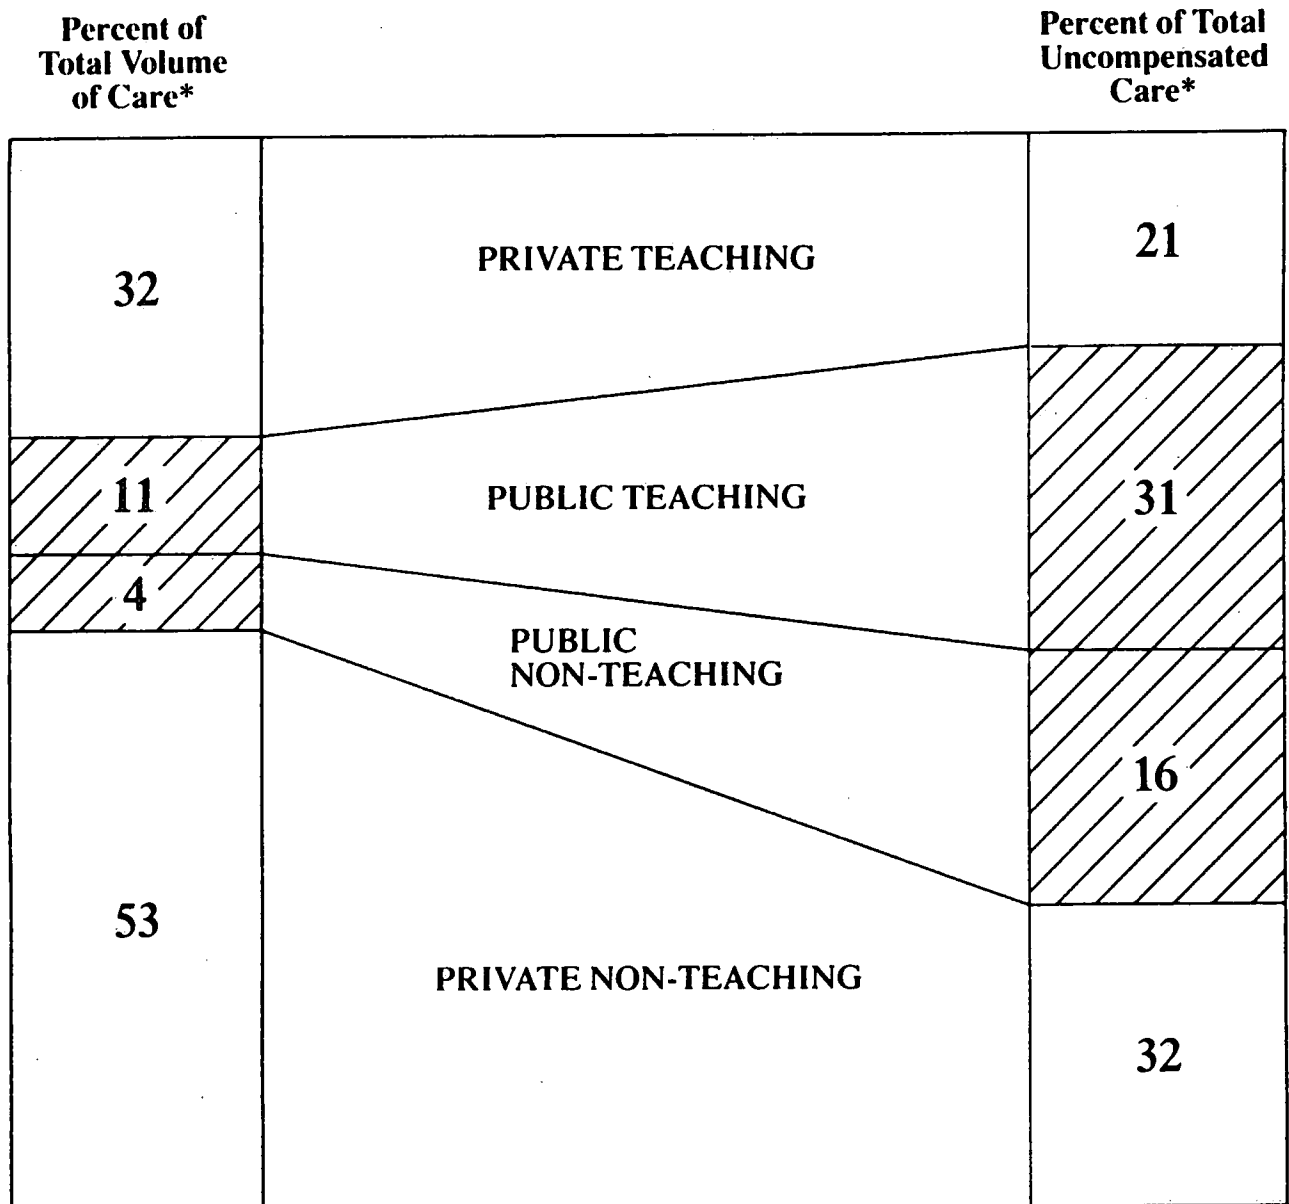 Percent of
Total Volume
of Care*
Percent of Total
Uncompensated
Care*
32
PRIVATE TEACHING
21
11
PUBLIC TEACHING
31
4
PUBLIC
NON-TEACHING
16
53
PRIVATE NON-TEACHING
32